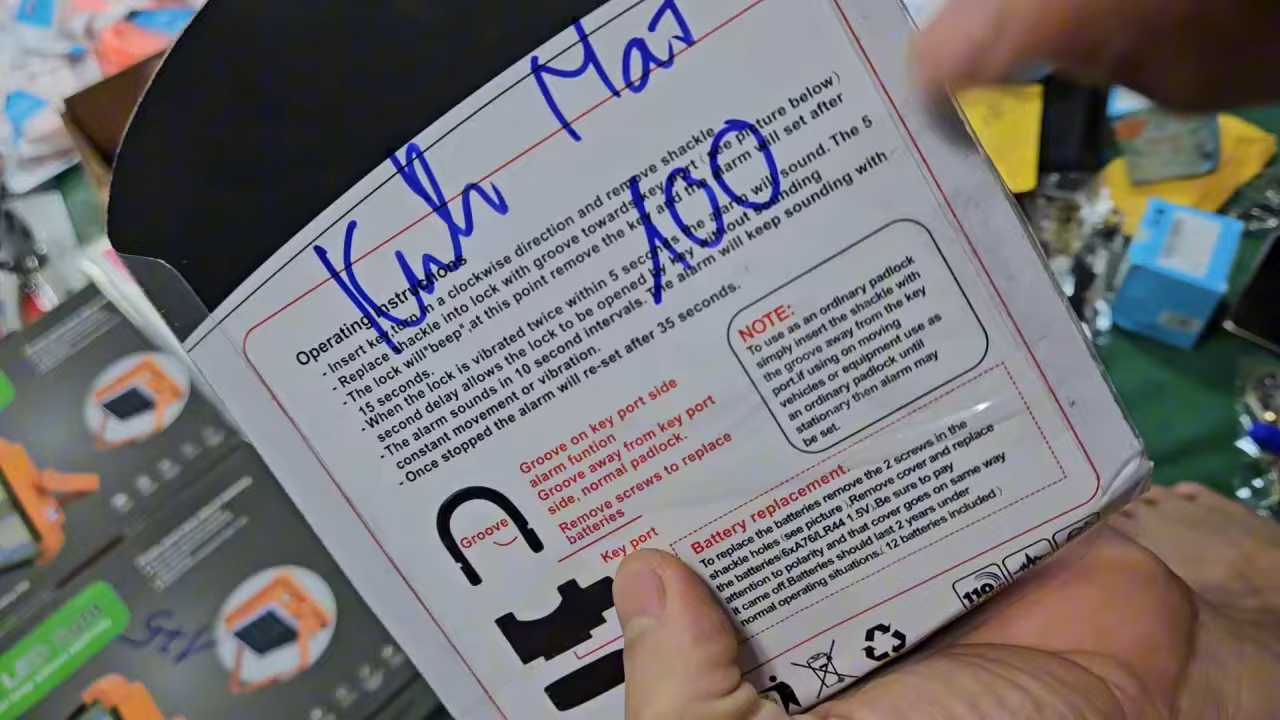 Operating Instructions
- Insert key,turn in a clockwise direction and remove shackle
- Replace shackle into lock with groove towards key port (see picture below)
- The lock will"beep",at this point remove the key and the alarm will set after
15 seconds.
-When the lock is vibrated twice within 5 seconds the alarm will sound. The 5
second delay allows the lock to be opened by key without sounding
-The alarm sounds in 10 second intervals. The alarm will keep sounding with
constant movement or vibration.
- Once stopped the alarm will re-set after 35 seconds.
100
NOTE:
To use as an ordinary padlock
simply insert the shackle with
the groove away from the key
port.if using on moving
vehicles or equipment use as
an ordinary padlock until
stationary then alarm may
be set.
Groove on key port side
alarm funtion
Groove away from key port
side, normal padlock.
Remove screws to replace
batteries
Groove
Key port
Battery replacement.
To replace the batteries remove the 2 screws in the
shackle holes (see picture ).Remove cover and replace
the batteries(6xA76/LR44 1.5V).Be sure to pay
attention to polarity and that cover goes on same way
it came off.Batteries should last 2 years under
normal operating situations,( 12 batteries included )
110
LED